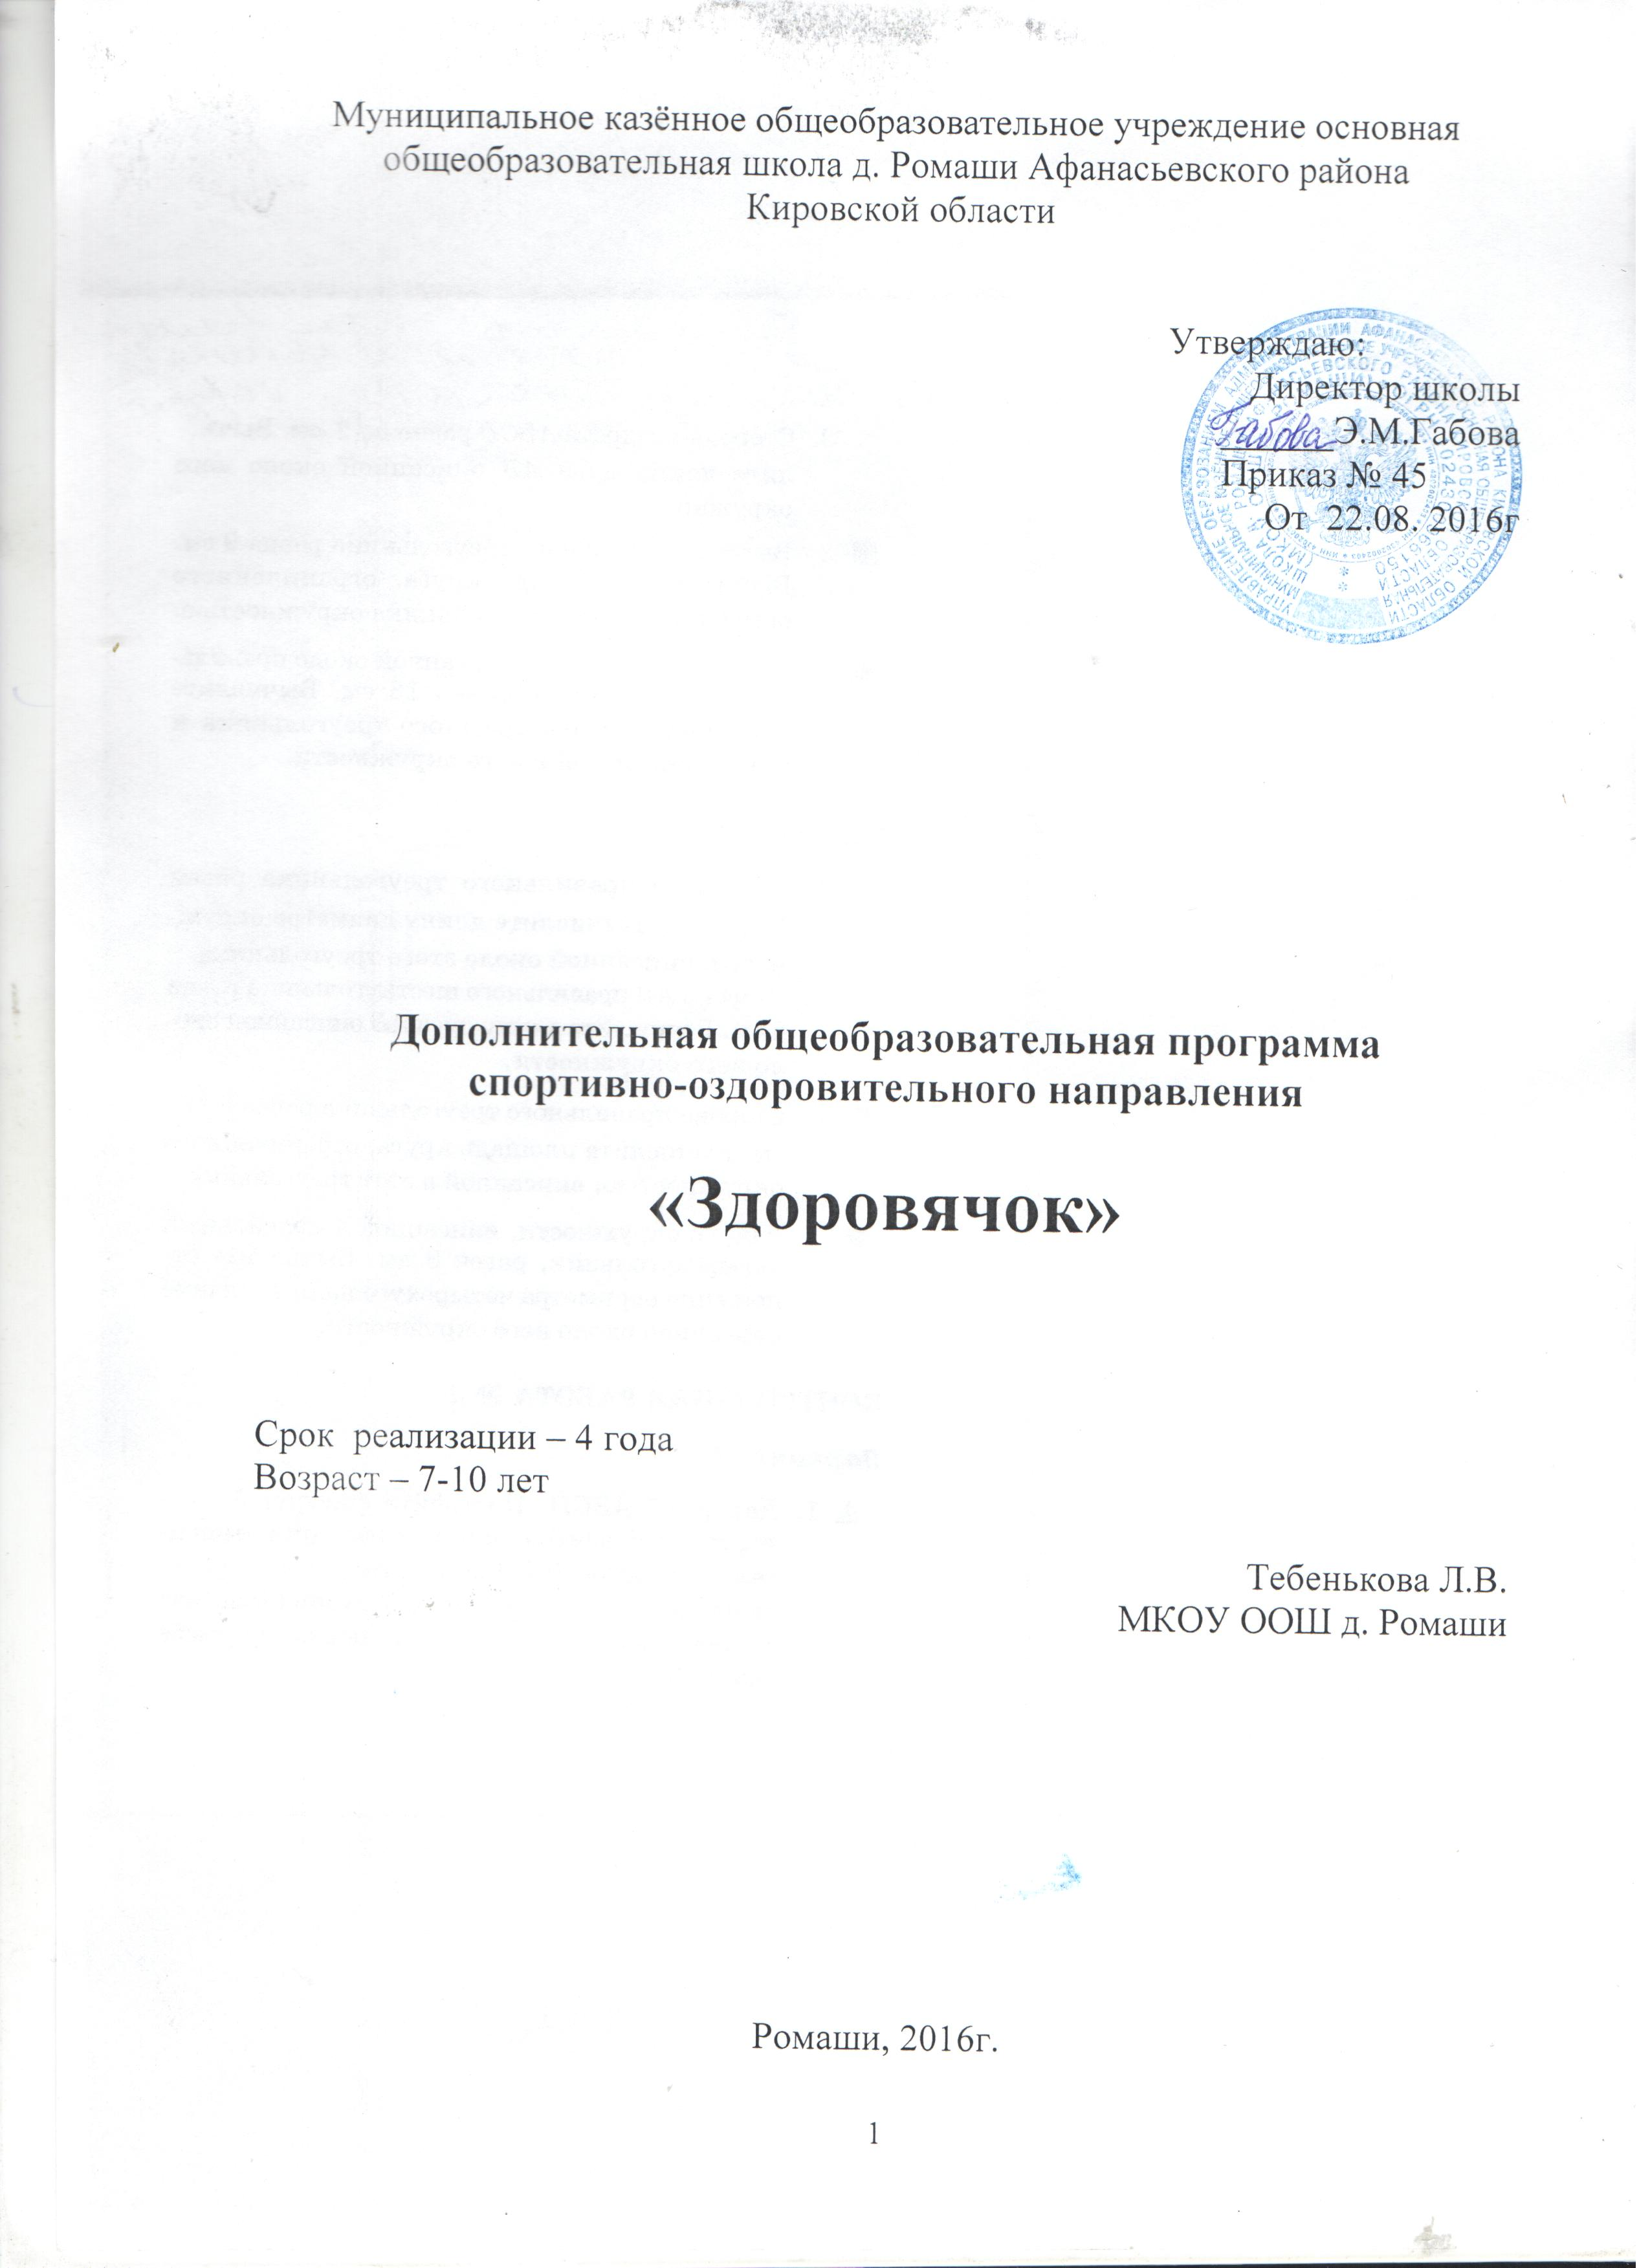 Муниципальное казённое общеобразовательное учреждение основная
общеобразовательная школа д. Ромаши Афанасьевского района
Кировской области
Утверждаю:
Директор школы
Габова Э.М.Габова
Приказ № 45
От 22.08. 2016г
Дополнительная общеобразовательная программа
спортивно-оздоровительного направления
«Здоровячок»
Срок реализации – 4 года
Возраст – 7-10 лет
Тебенькова Л.В.
МКОУ ООШ д. Ромаши
Ромаши, 2016г.
1